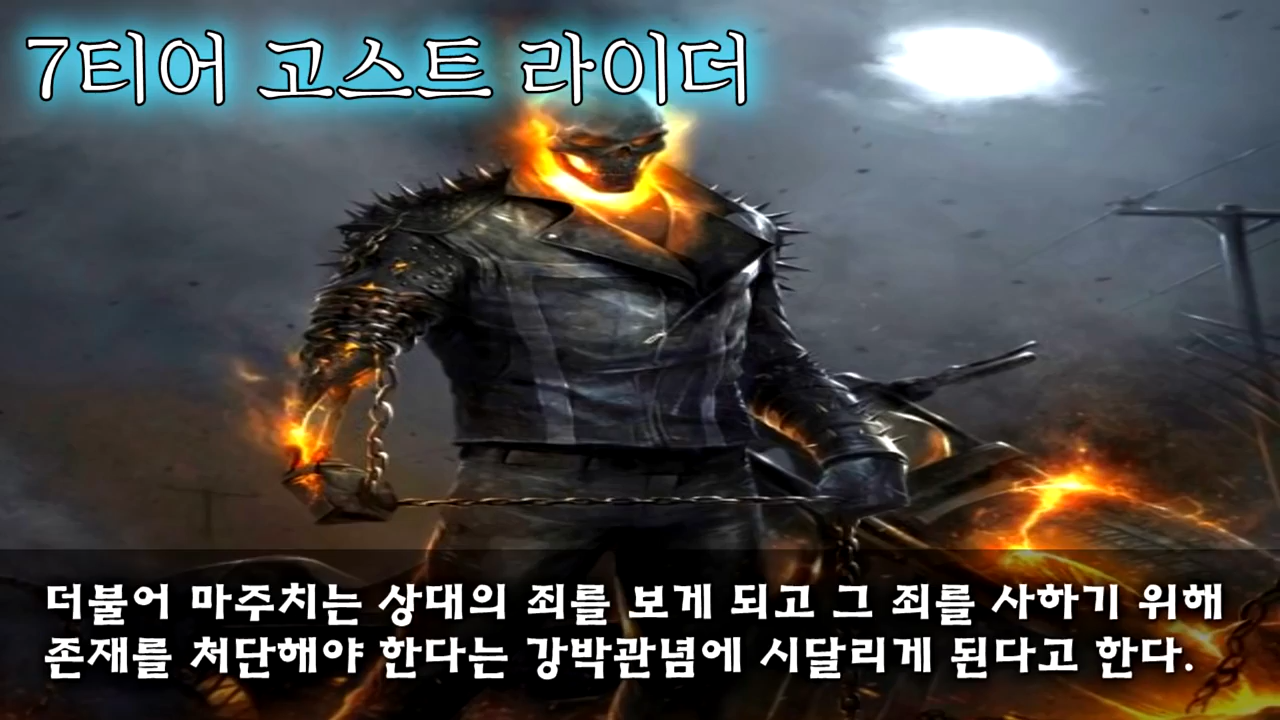 7티어 고스트 라이더
더불어 마주치는 상대의 죄를 보게 되고 그 죄를 사하기 위해
존재를 처단해야 한다는 강박관념에 시달리게 된다고 한다.